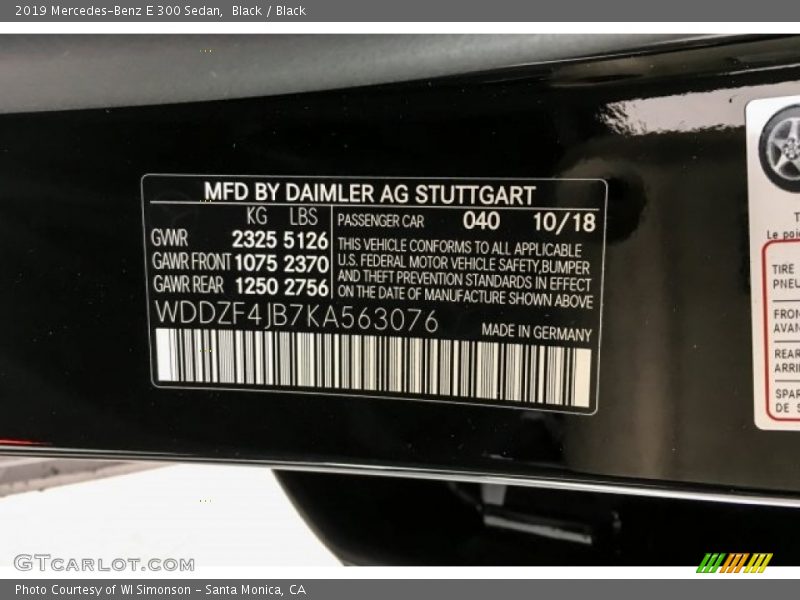 2019 Mercedes-Benz E 300 Sedan, Black / Black
MFD BY DAIMLER AG STUTTGART
KG LBS
GVWR 2325 5126
GAWR FRONT 1075 2370
GAWR REAR 1250 2756
PASSENGER CAR 040 10/18
THIS VEHICLE CONFORMS TO ALL APPLICABLE
U.S. FEDERAL MOTOR VEHICLE SAFETY,BUMPER
AND THEFT PREVENTION STANDARDS IN EFFECT
ON THE DATE OF MANUFACTURE SHOWN ABOVE
WDDZF4JB7KA563076
MADE IN GERMANY
T
Le poi
TIRE
PNEU
FRON
AVAN
REAR
ARRI
SPAR
DE S
GTCARLOT.COM
Photo Courtesy of WI Simonson - Santa Monica, CA